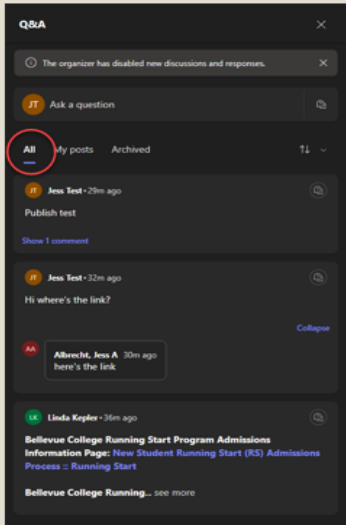 Q&A
The organizer has disabled new discussions and responses.
JT Ask a question
All My posts Archived
JT Jess Test • 29m ago
Publish test
Show 1 comment
JT Jess Test • 32m ago
Hi where's the link?
Collapse
AA Albrecht, Jess A 30m ago
here's the link
LK Linda Kepler • 36m ago
Bellevue College Running Start Program Admissions
Information Page: New Student Running Start (RS) Admissions
Process :: Running Start
Bellevue College Running... see more